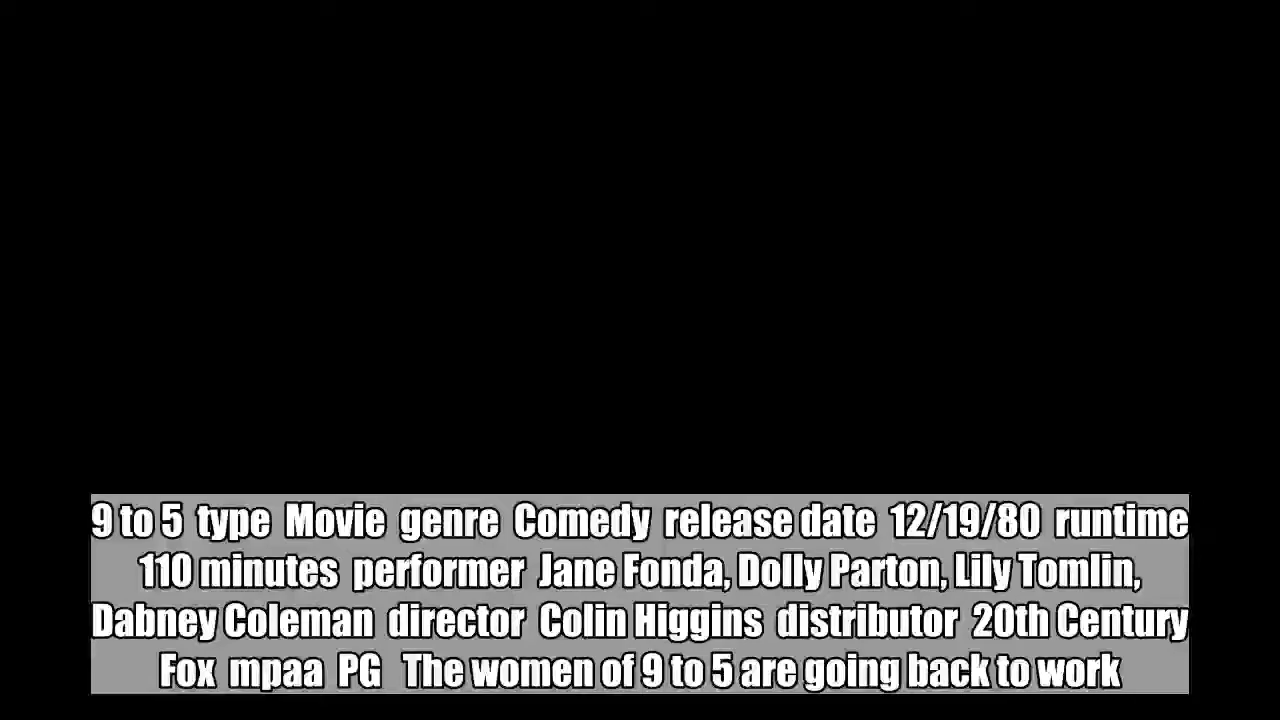 9 to 5 type Movie genre Comedy release date 12/19/80 runtime
110 minutes performer Jane Fonda, Dolly Parton, Lily Tomlin,
Dabney Coleman director Colin Higgins distributor 20th Century
Fox mpaa PG The women of 9 to 5 are going back to work